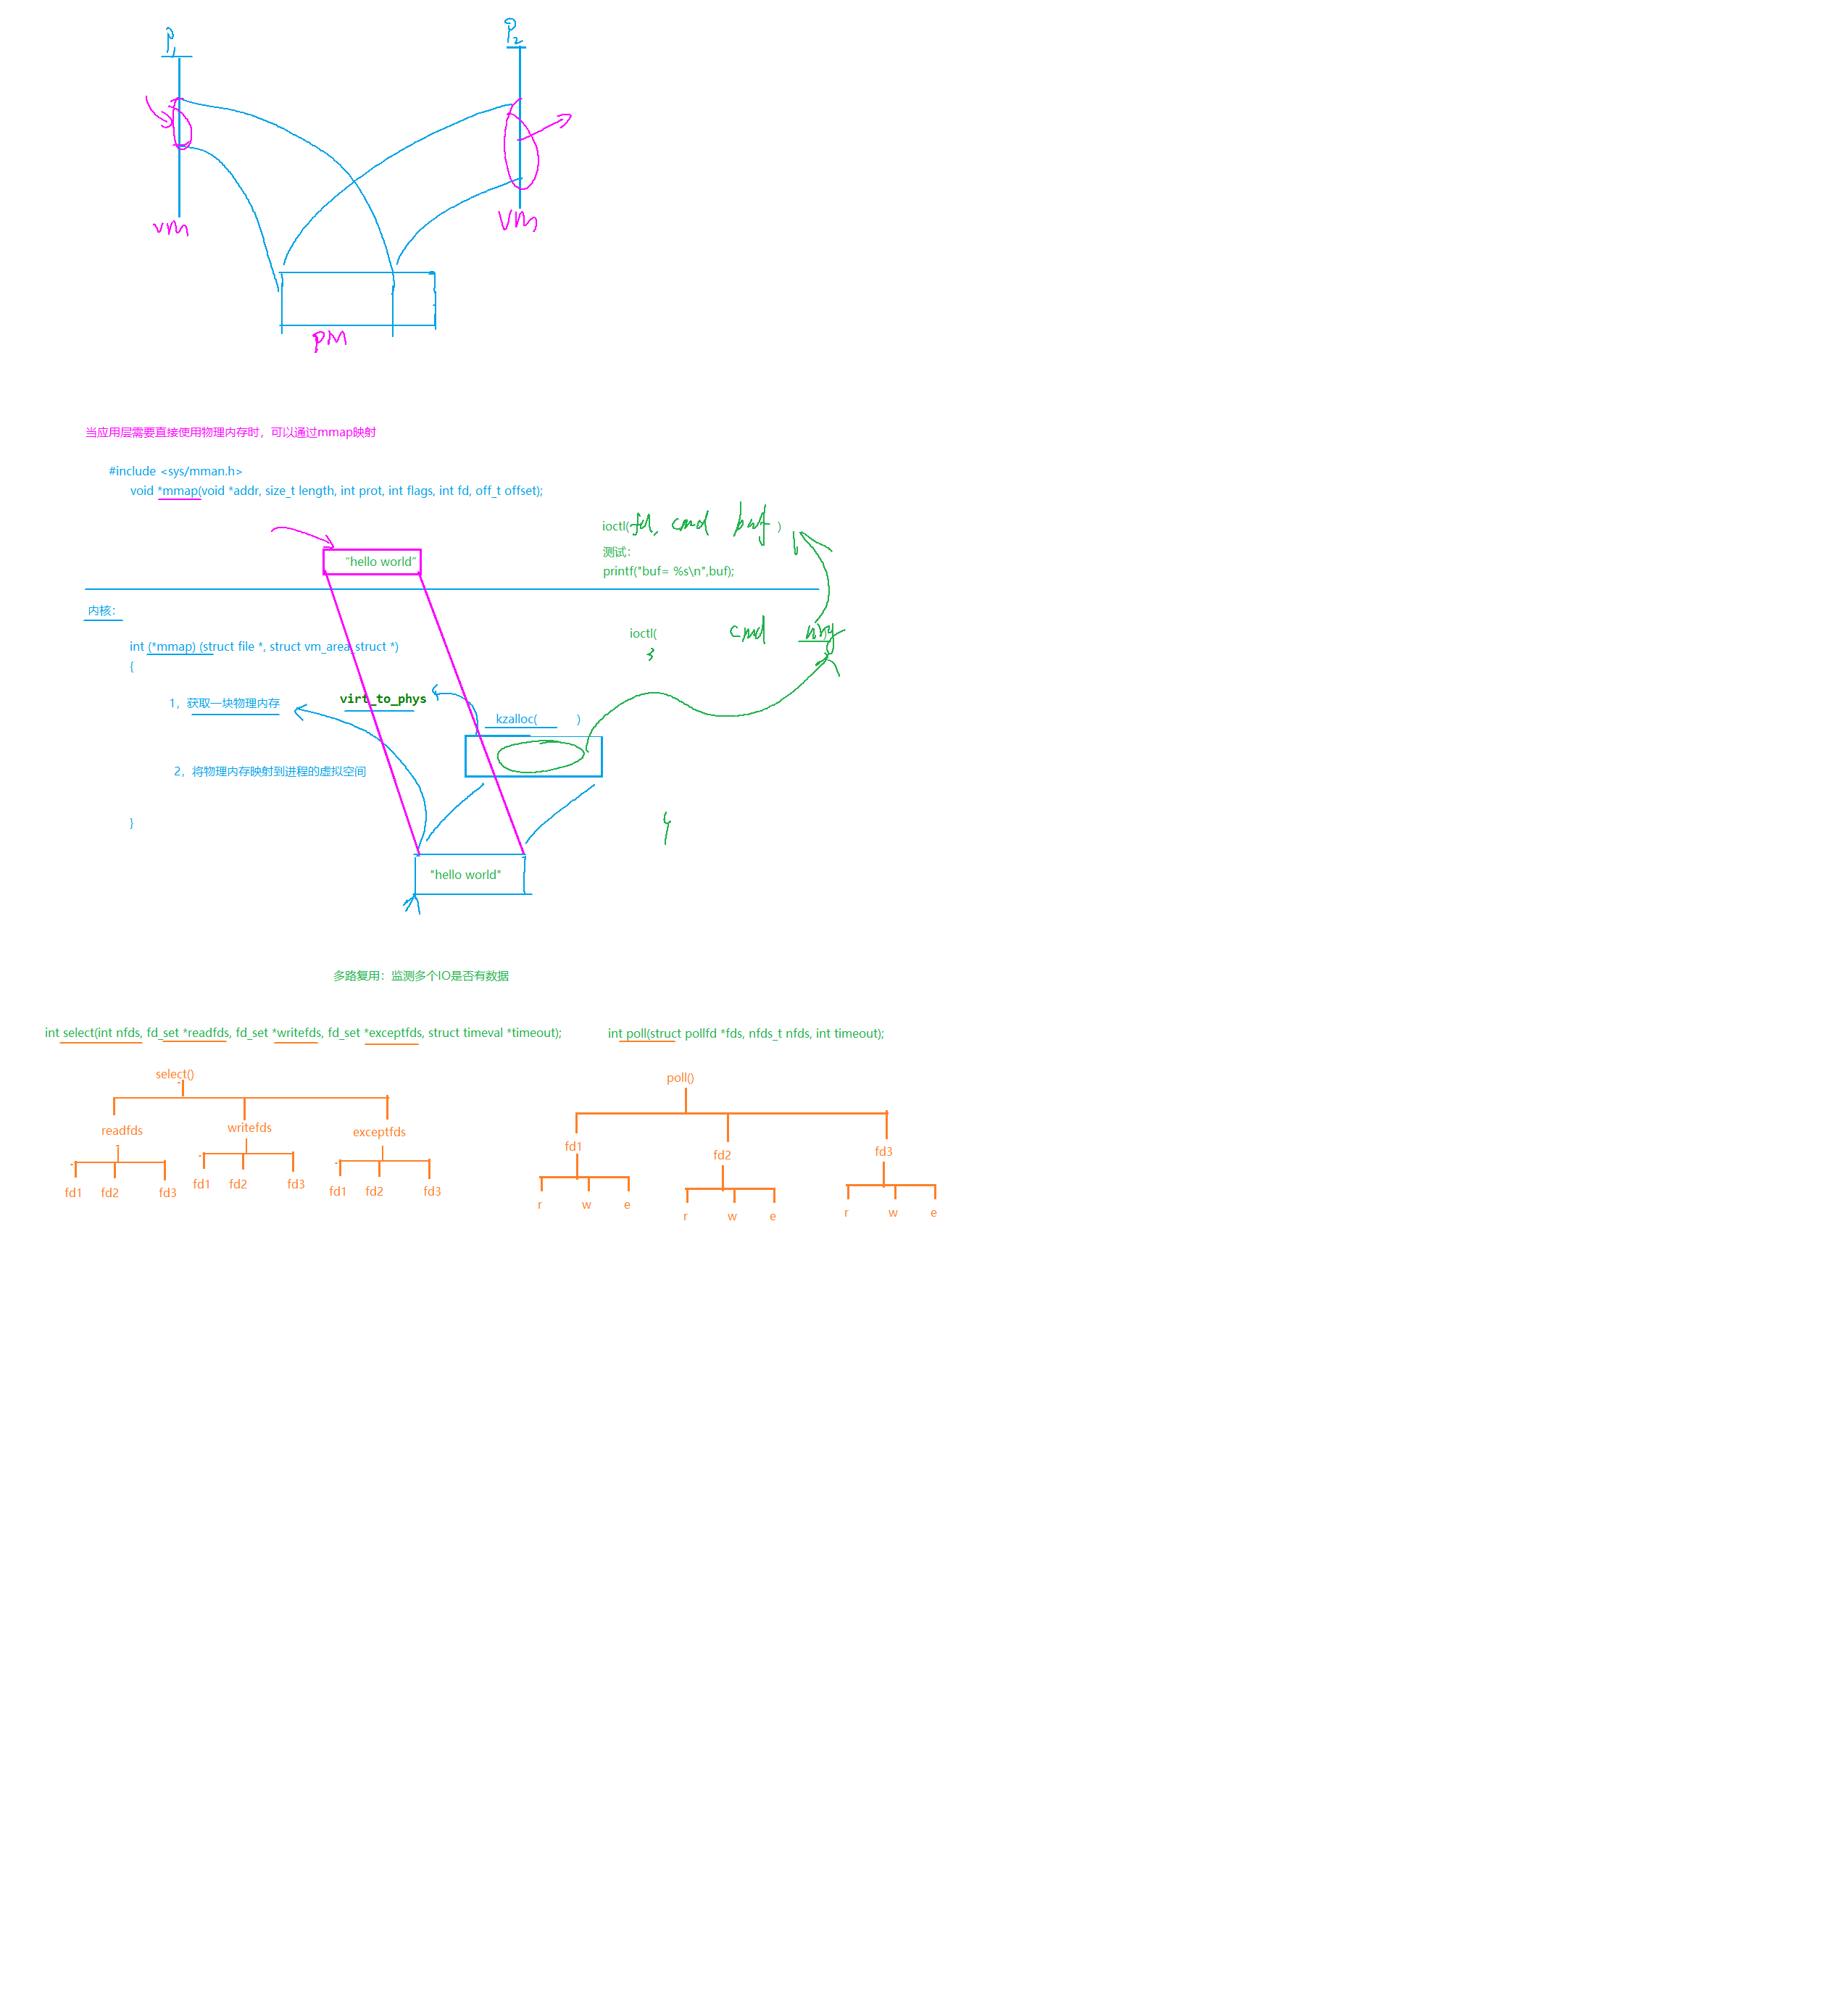 P1
P2
vm
Vm
PM
当应用层需要直接使用物理内存时，可以通过mmap映射
#include <sys/mman.h>
void *mmap(void *addr, size_t length, int prot, int flags, int fd, off_t offset);
ioctl(fd, cmd buf )
"hello world"
测试：
printf("buf= %s\n",buf);
内核：
ioctl( cmd arg
int (*mmap) (struct file *, struct vm_area_struct *)
{
1，获取一块物理内存
virt_to_phys
kzalloc( )
2，将物理内存映射到进程的虚拟空间
}
"hello world"
多路复用：监测多个IO是否有数据
int select(int nfds, fd_set *readfds, fd_set *writefds, fd_set *exceptfds, struct timeval *timeout);
int poll(struct pollfd *fds, nfds_t nfds, int timeout);
select()
readfds writefds exceptfds
fd1 fd2 fd3 fd1 fd2 fd3 fd1 fd2 fd3
poll()
fd1 fd2 fd3
r w e r w e r w e